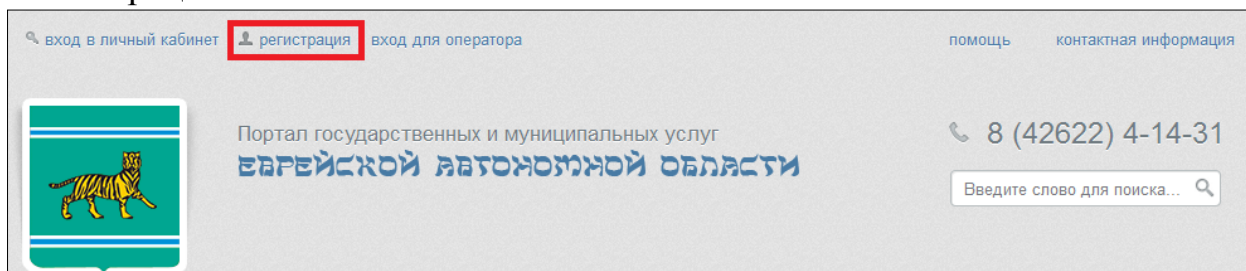 вход в личный кабинет регистрация вход для оператора помощь контактная информация
Портал государственных и муниципальных услуг
8 (42622) 4-14-31
ЕВРЕЙСКОЙ АВТОНОМНОЙ ОБЛАСТИ
Введите слово для поиска...